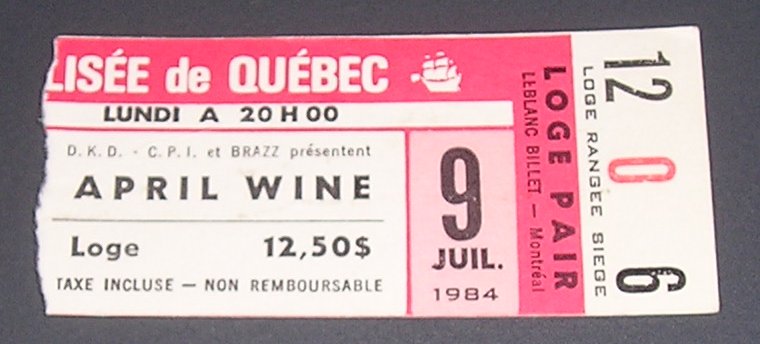 LISÉE de QUÉBEC
LUNDI A 20H00
D.K.D. - C.P.I. et BRAZZ présentent
APRIL WINE
Loge 12,50$
TAXE INCLUSE — NON REMBOURSABLE
9
JUIL.
1984
LOGE PAIR
LEBLANC BILLET. — Montréal
LOGE RANGEE SIEGE
12 O 6